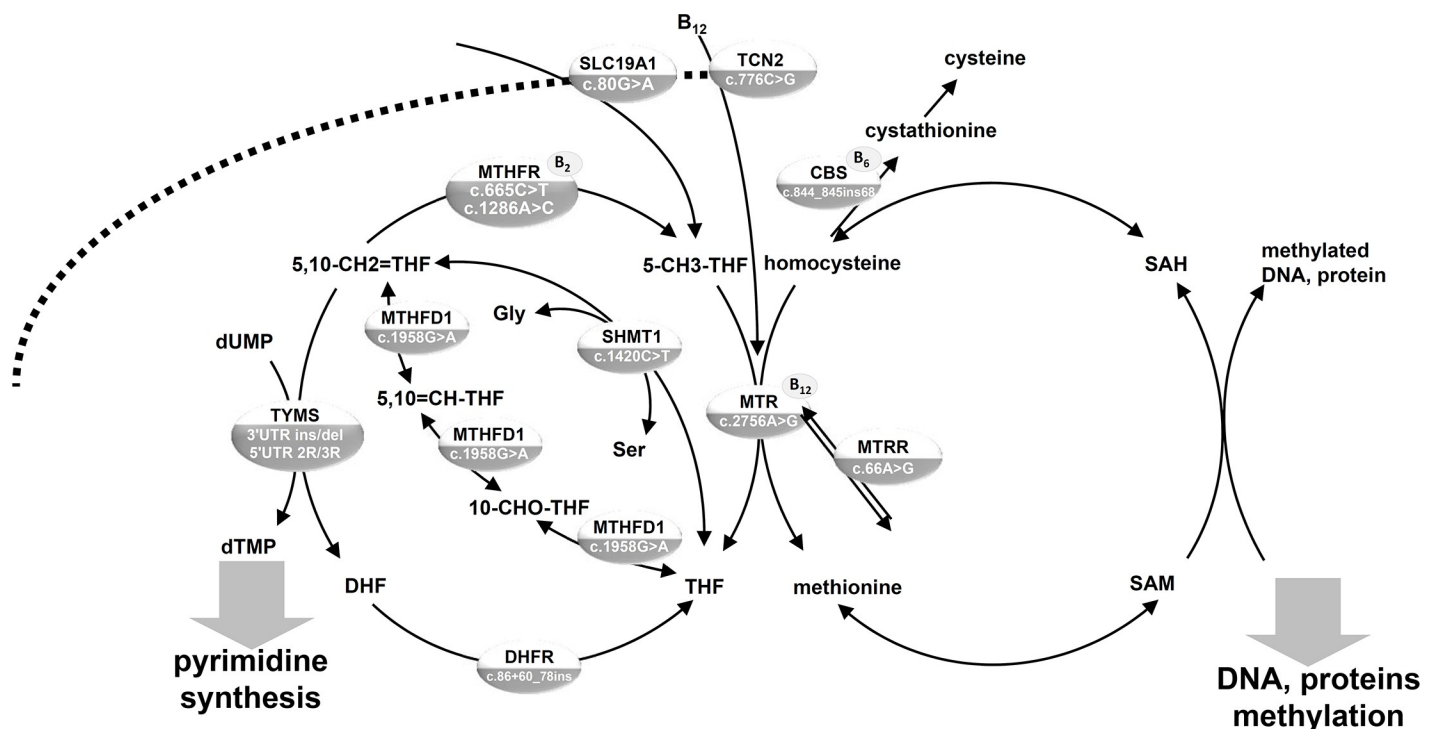 B12
SLC19A1
c.80G>A
TCN2
c.776C>G
cysteine
cystathionine
MTHFR
B2
c.665C>T
c.1286A>C
CBS
B6
c.844_845ins68
5,10-CH2=THF
5-CH3-THF
homocysteine
SAH
methylated
DNA, protein
MTHFD1
c.1958G>A
Gly
SHMT1
c.1420C>T
dUMP
5,10=CH-THF
MTR
B12
c.2756A>G
TYMS
3'UTR ins/del
5'UTR 2R/3R
MTHFD1
c.1958G>A
Ser
MTRR
c.66A>G
10-CHO-THF
MTHFD1
c.1958G>A
dTMP
DHF
THF
methionine
SAM
DHFR
c.86+60_78ins
pyrimidine
synthesis
DNA, proteins
methylation